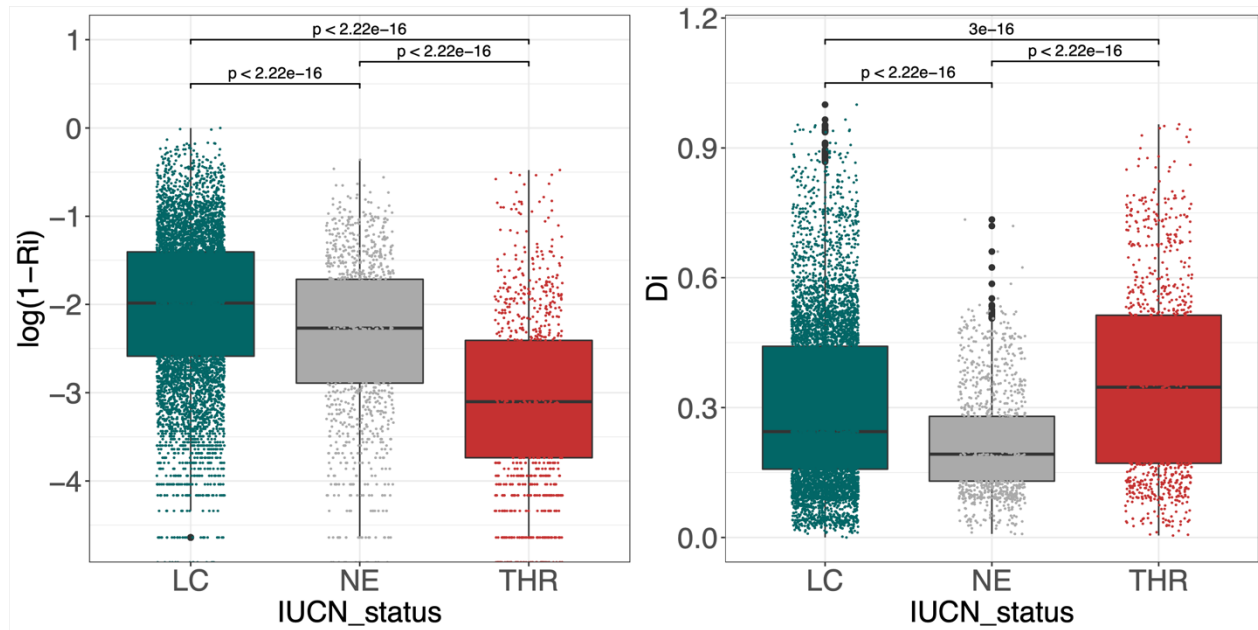 1
p < 2.22e−16
p < 2.22e−16
p < 2.22e−16
0
−1
log(1−Ri)
−2
−3
−4
LC NE THR
IUCN_status
1.2
3e−16
p < 2.22e−16
p < 2.22e−16
0.9
Di
0.6
0.3
0.0
LC NE THR
IUCN_status